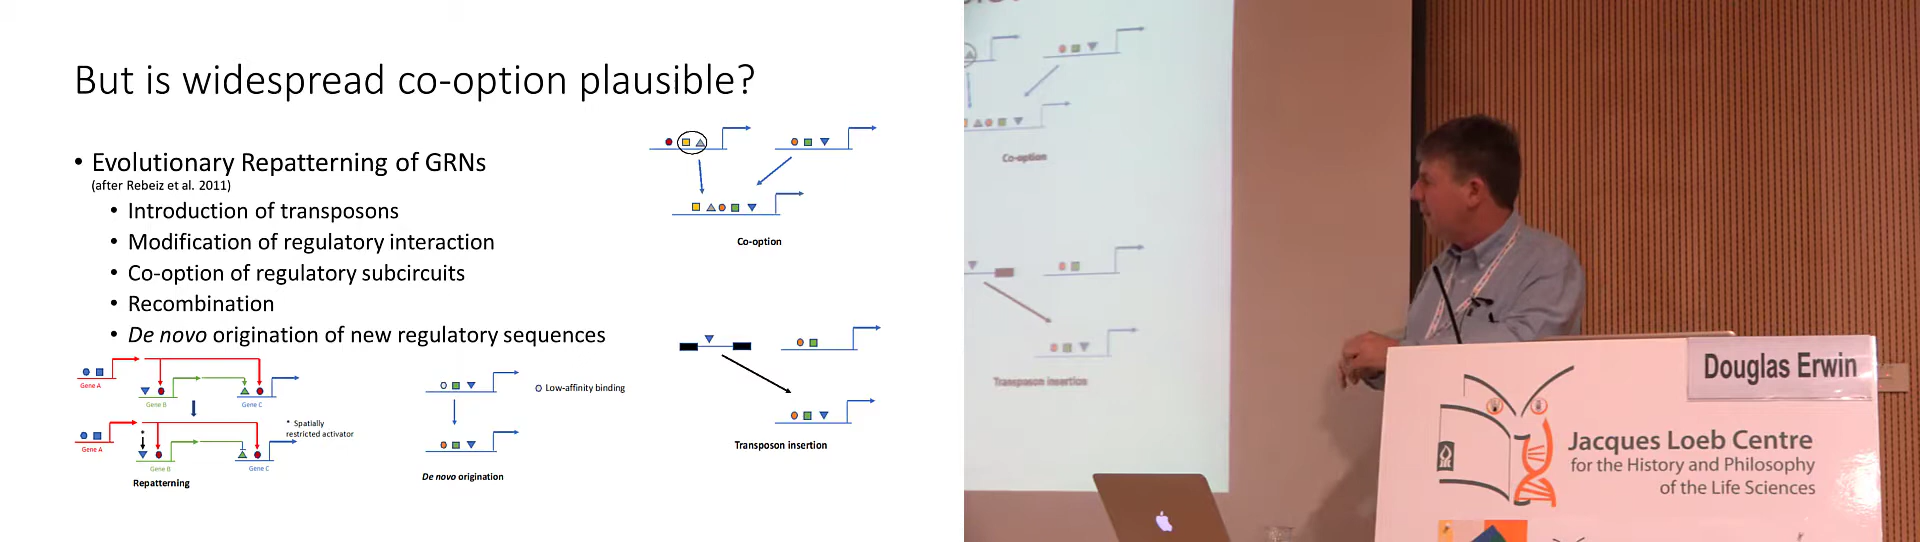 But is widespread co-option plausible?
• Evolutionary Repatterning of GRNs
(after Rebeiz et al. 2011)
• Introduction of transposons
• Modification of regulatory interaction
• Co-option of regulatory subcircuits
• Recombination
• De novo origination of new regulatory sequences
Co-option
Gene A
Gene B
Gene C
* Spatially
restricted activator
Gene A
Gene B
Gene C
Repatterning
Low-affinity binding
De novo origination
Transposon insertion
Co-option
Transposon insertion
Douglas Erwin
Jacques Loeb Centre
for the History and Philosophy
of the Life Sciences